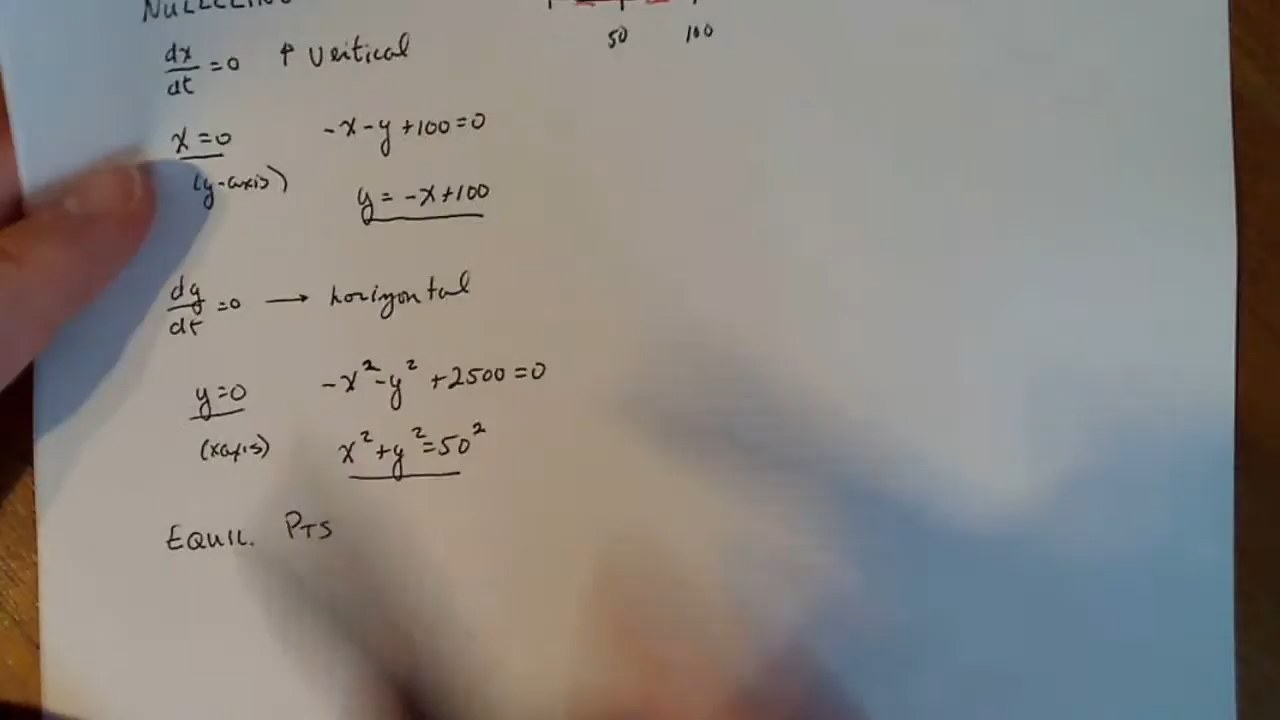 50 100
dx/dt = 0 ↑ vertical
x = 0 -x - y + 100 = 0
(y-axis) y = -x + 100
dy/dt = 0 → horizontal
y = 0 -x² - y² + 2500 = 0
(x axis) x² + y² = 50²
EQUIL. PTS